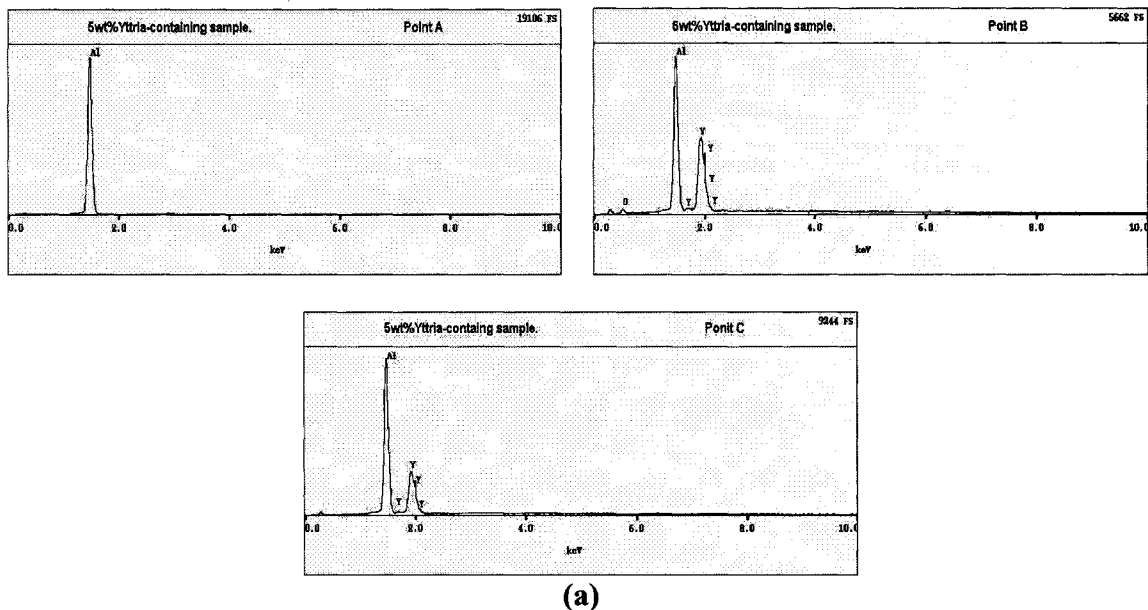 19106 FS
5wt%Yttria-containing sample. Point A
Al
0.0 2.0 4.0 6.0 8.0 10.0
keV
5662 FS
5wt%Yttria-containing sample. Point B
Al
Y
Y
Y
O Y Y
0.0 2.0 4.0 6.0 8.0 10.0
keV
9244 FS
5wt%Yttria-containg sample. Ponit C
Al
Y
Y
Y Y
0.0 2.0 4.0 6.0 8.0 10.0
keV
(a)